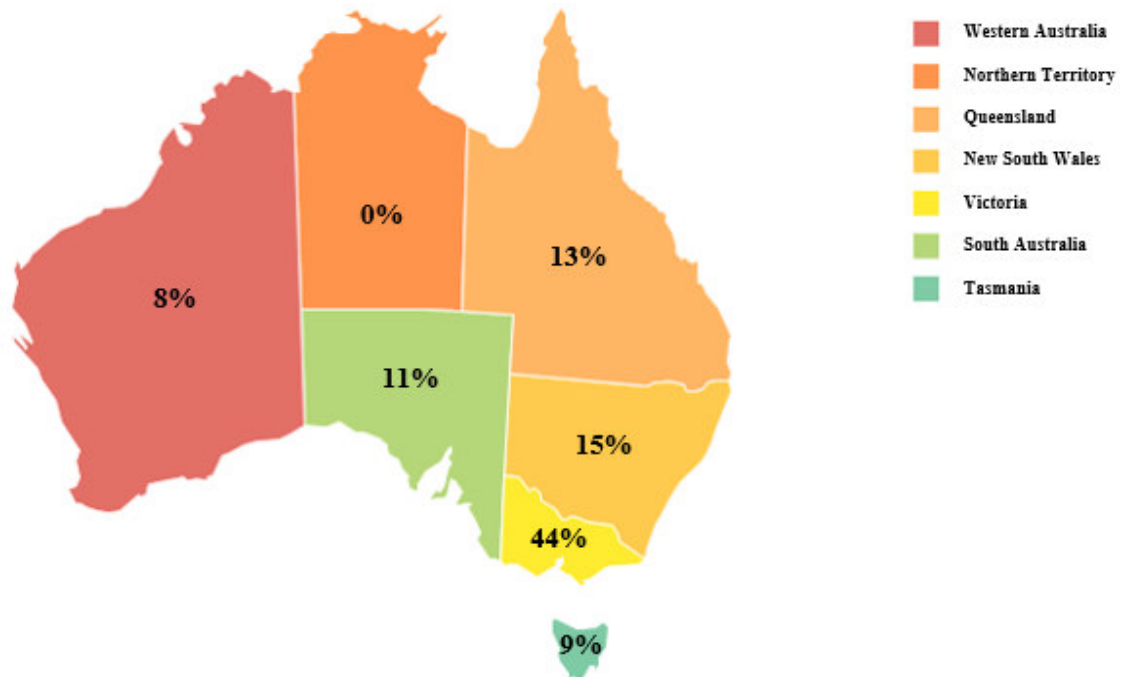 Western Australia
Northern Territory
Queensland
New South Wales
Victoria
South Australia
Tasmania
0%
13%
8%
11%
15%
44%
9%